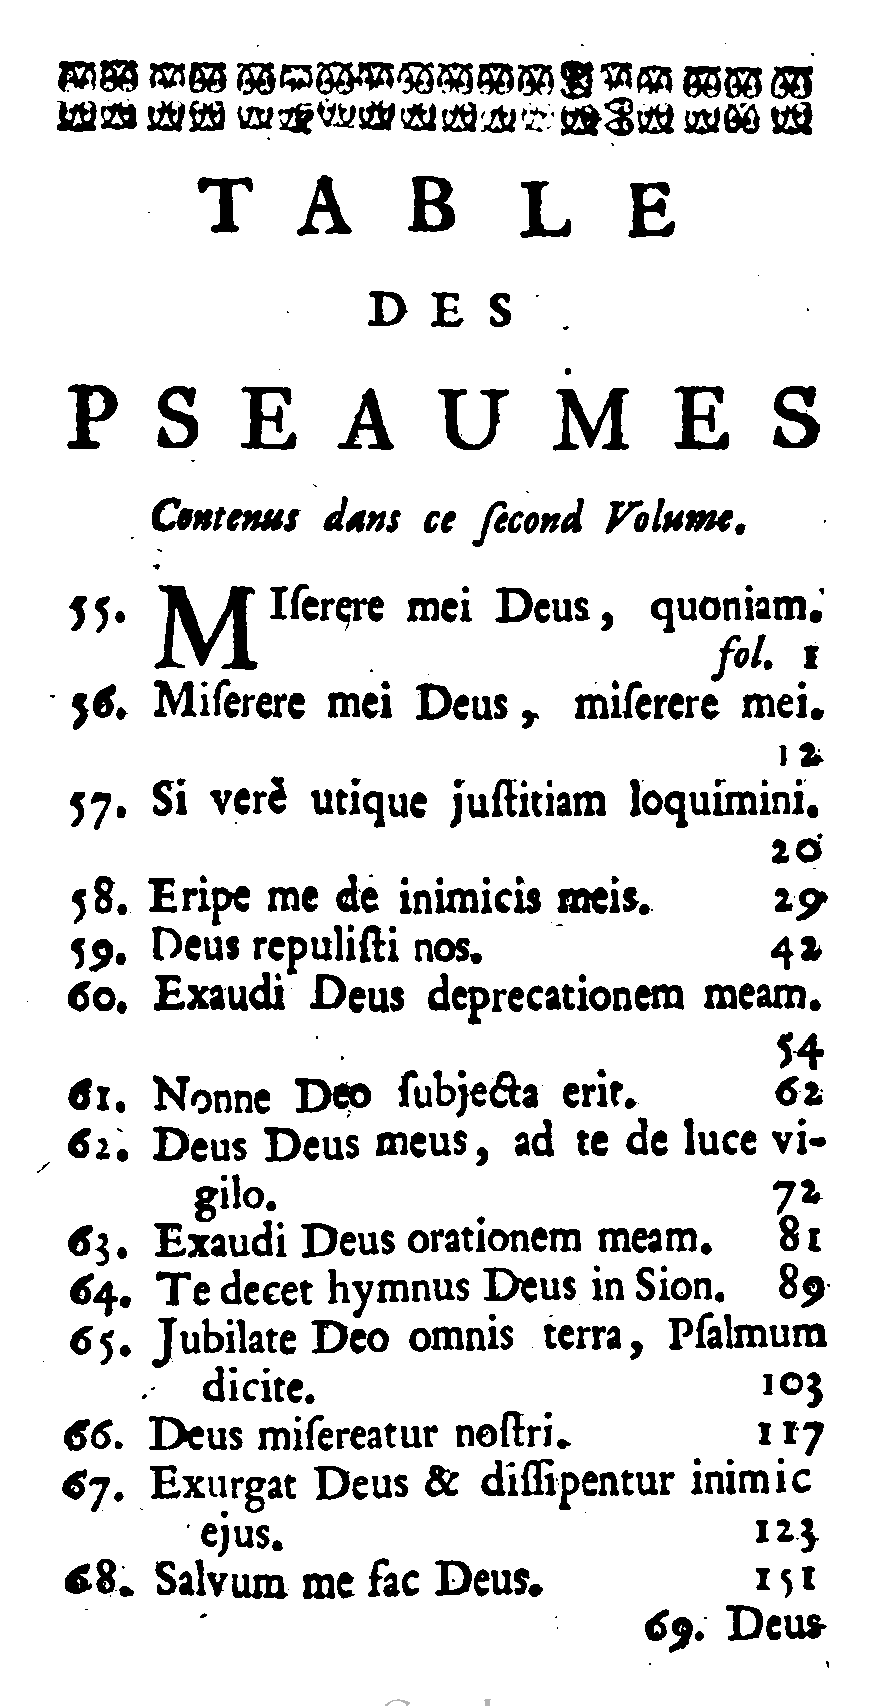 TABLE
DES
PSEAUMES
Contenus dans ce ſecond Volume.
55. MIſerere mei Deus, quoniam.
fol. 1
56. Miſerere mei Deus, miſerere mei.
12
57. Si verè utique juſtitiam loquimini.
20
58. Eripe me de inimicis meis. 29
59. Deus repuliſti nos. 42
60. Exaudi Deus deprecationem meam.
54
61. Nonne Deo ſubjecta erit. 62
62. Deus Deus meus, ad te de luce vi-
gilo. 72
63. Exaudi Deus orationem meam. 81
64. Te decet hymnus Deus in Sion. 89
65. Jubilate Deo omnis terra, Pſalmum
dicite. 103
66. Deus miſereatur noſtri. 117
67. Exurgat Deus & diſſipentur inimic
ejus. 123
68. Salvum me fac Deus. 151
69. Deus